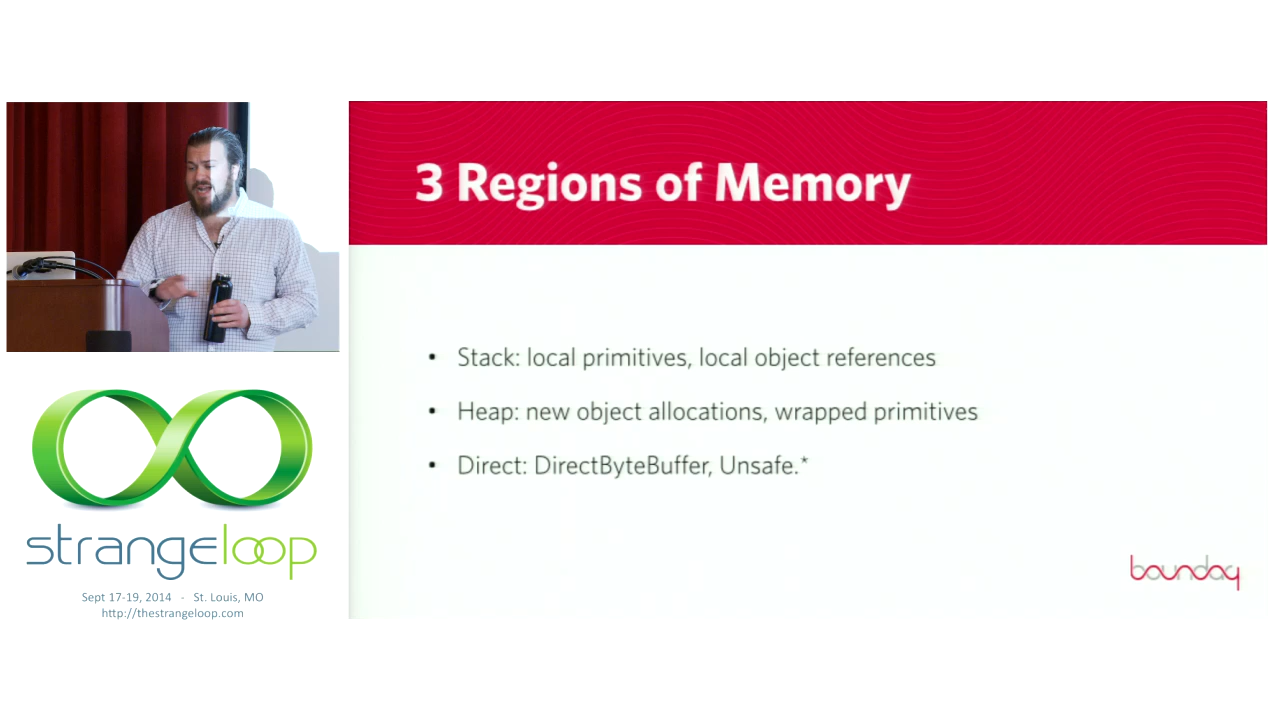 3 Regions of Memory
• Stack: local primitives, local object references
• Heap: new object allocations, wrapped primitives
• Direct: DirectByteBuffer, Unsafe.*
boundary
strangeloop
Sept 17-19, 2014 - St. Louis, MO
http://thestrangeloop.com